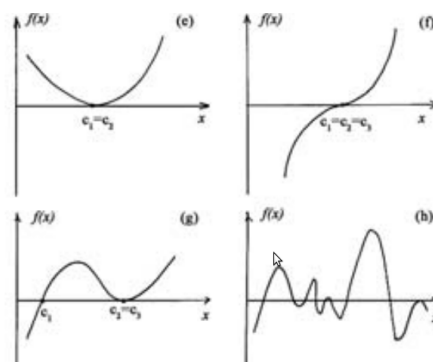 f(x) (e)
c₁=c₂ x
f(x) (f)
c₁=c₂=c₃ x
f(x) (g)
c₁ c₂=c₃ x
f(x) (h)
x